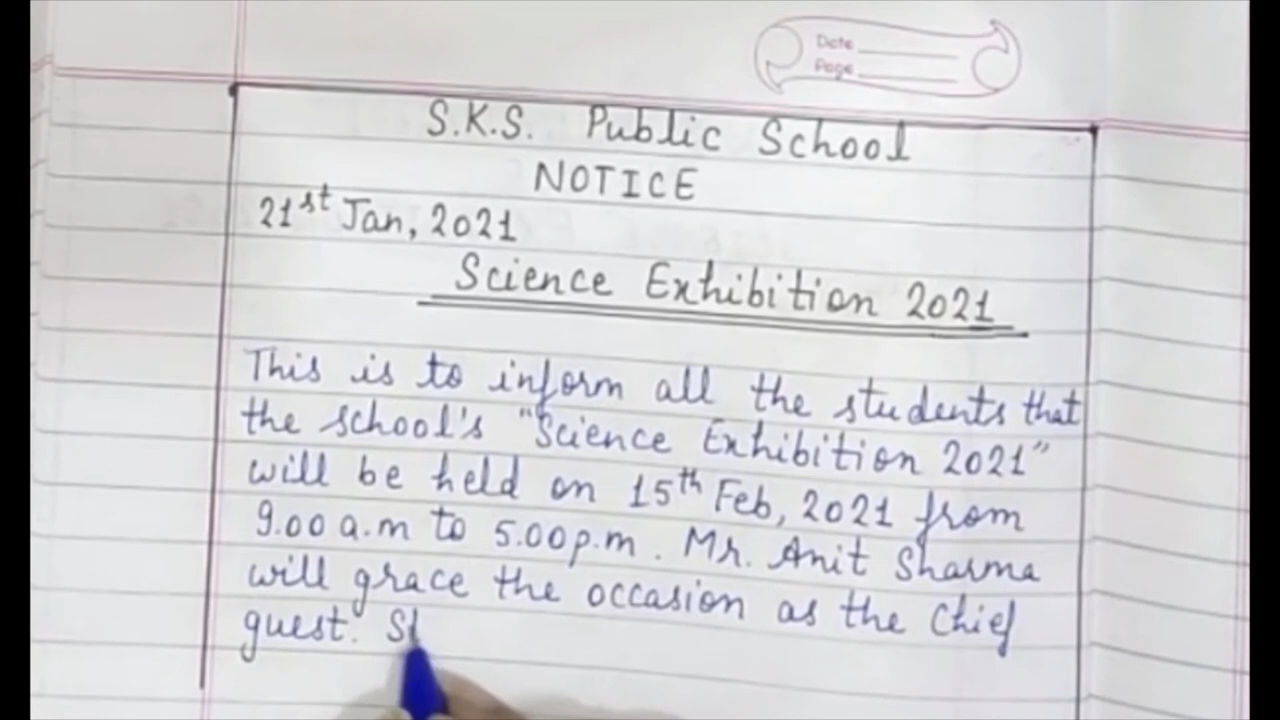 Date
Page
S.K.S. Public School
NOTICE
21st Jan, 2021
Science Exhibition 2021
This is to inform all the students that
the school's "Science Exhibition 2021"
will be held on 15th Feb, 2021 from
9.00 a.m to 5.00p.m. Mr. Anit Sharma
will grace the occasion as the Chief
guest.